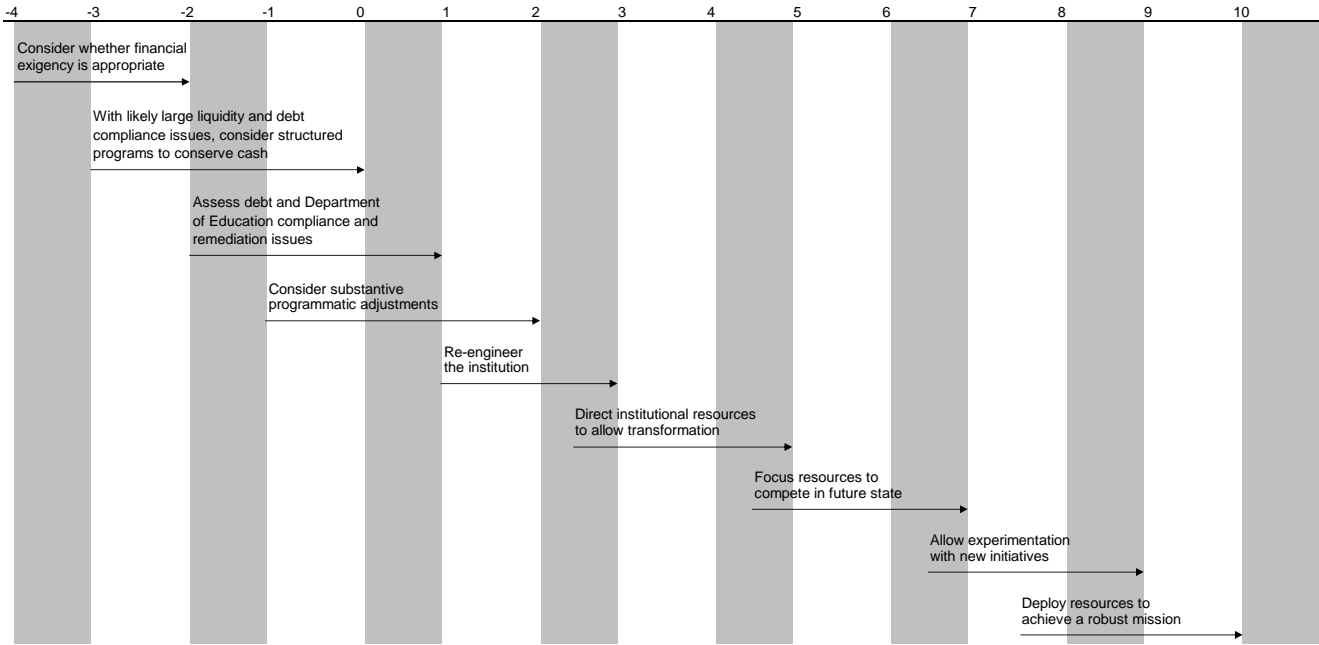 -4 -3 -2 -1 0 1 2 3 4 5 6 7 8 9 10
Consider whether financial
exigency is appropriate
With likely large liquidity and debt
compliance issues, consider structured
programs to conserve cash
Assess debt and Department
of Education compliance and
remediation issues
Consider substantive
programmatic adjustments
Re-engineer
the institution
Direct institutional resources
to allow transformation
Focus resources to
compete in future state
Allow experimentation
with new initiatives
Deploy resources to
achieve a robust mission